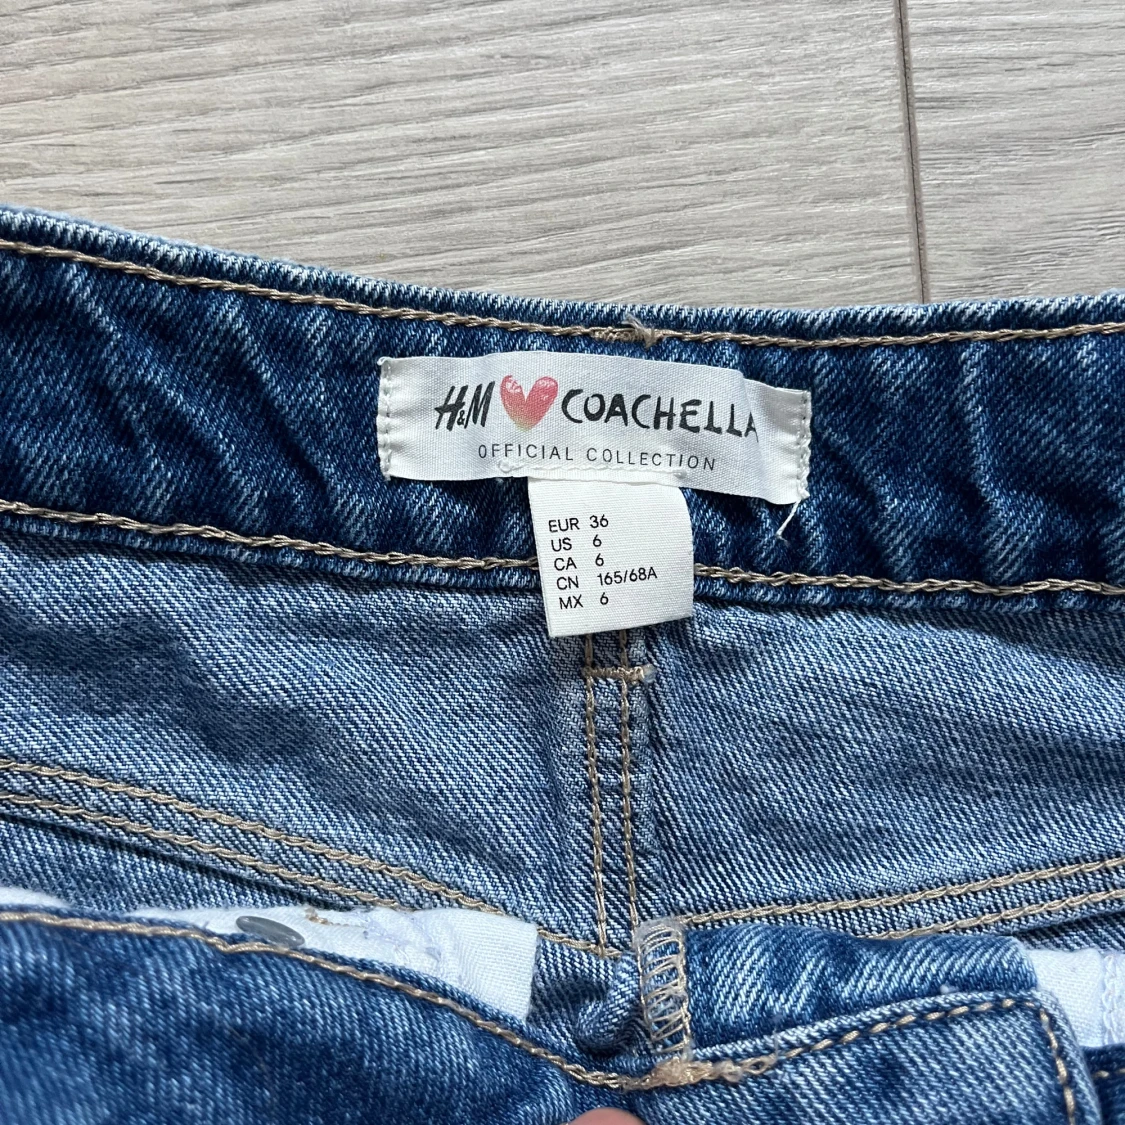 H&M COACHELLA
OFFICIAL COLLECTION
EUR 36
US 6
CA 6
CN 165/68A
MX 6